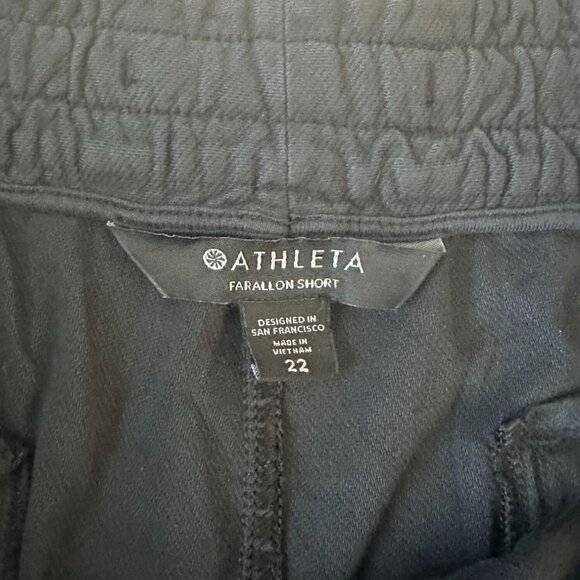 ATHLETA
FARALLON SHORT
DESIGNED IN
SAN FRANCISCO
MADE IN
VIETNAM
22